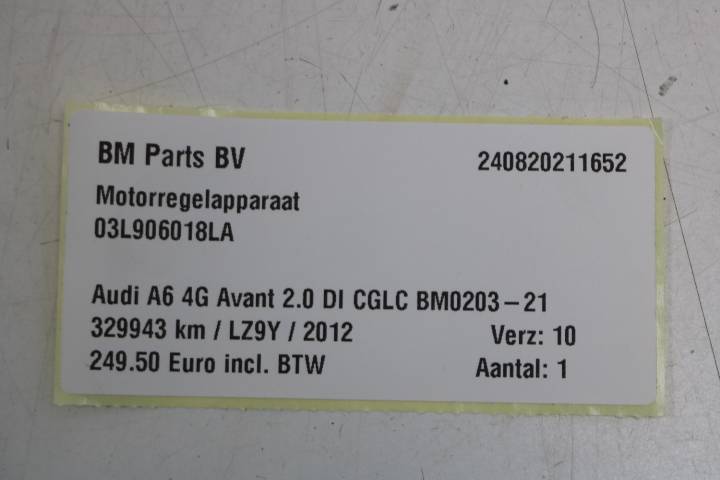 BM Parts BV 240820211652
Motorregelapparaat
03L906018LA
Audi A6 4G Avant 2.0 DI CGLC BM0203-21
329943 km / LZ9Y / 2012 Verz: 10
249.50 Euro incl. BTW Aantal: 1